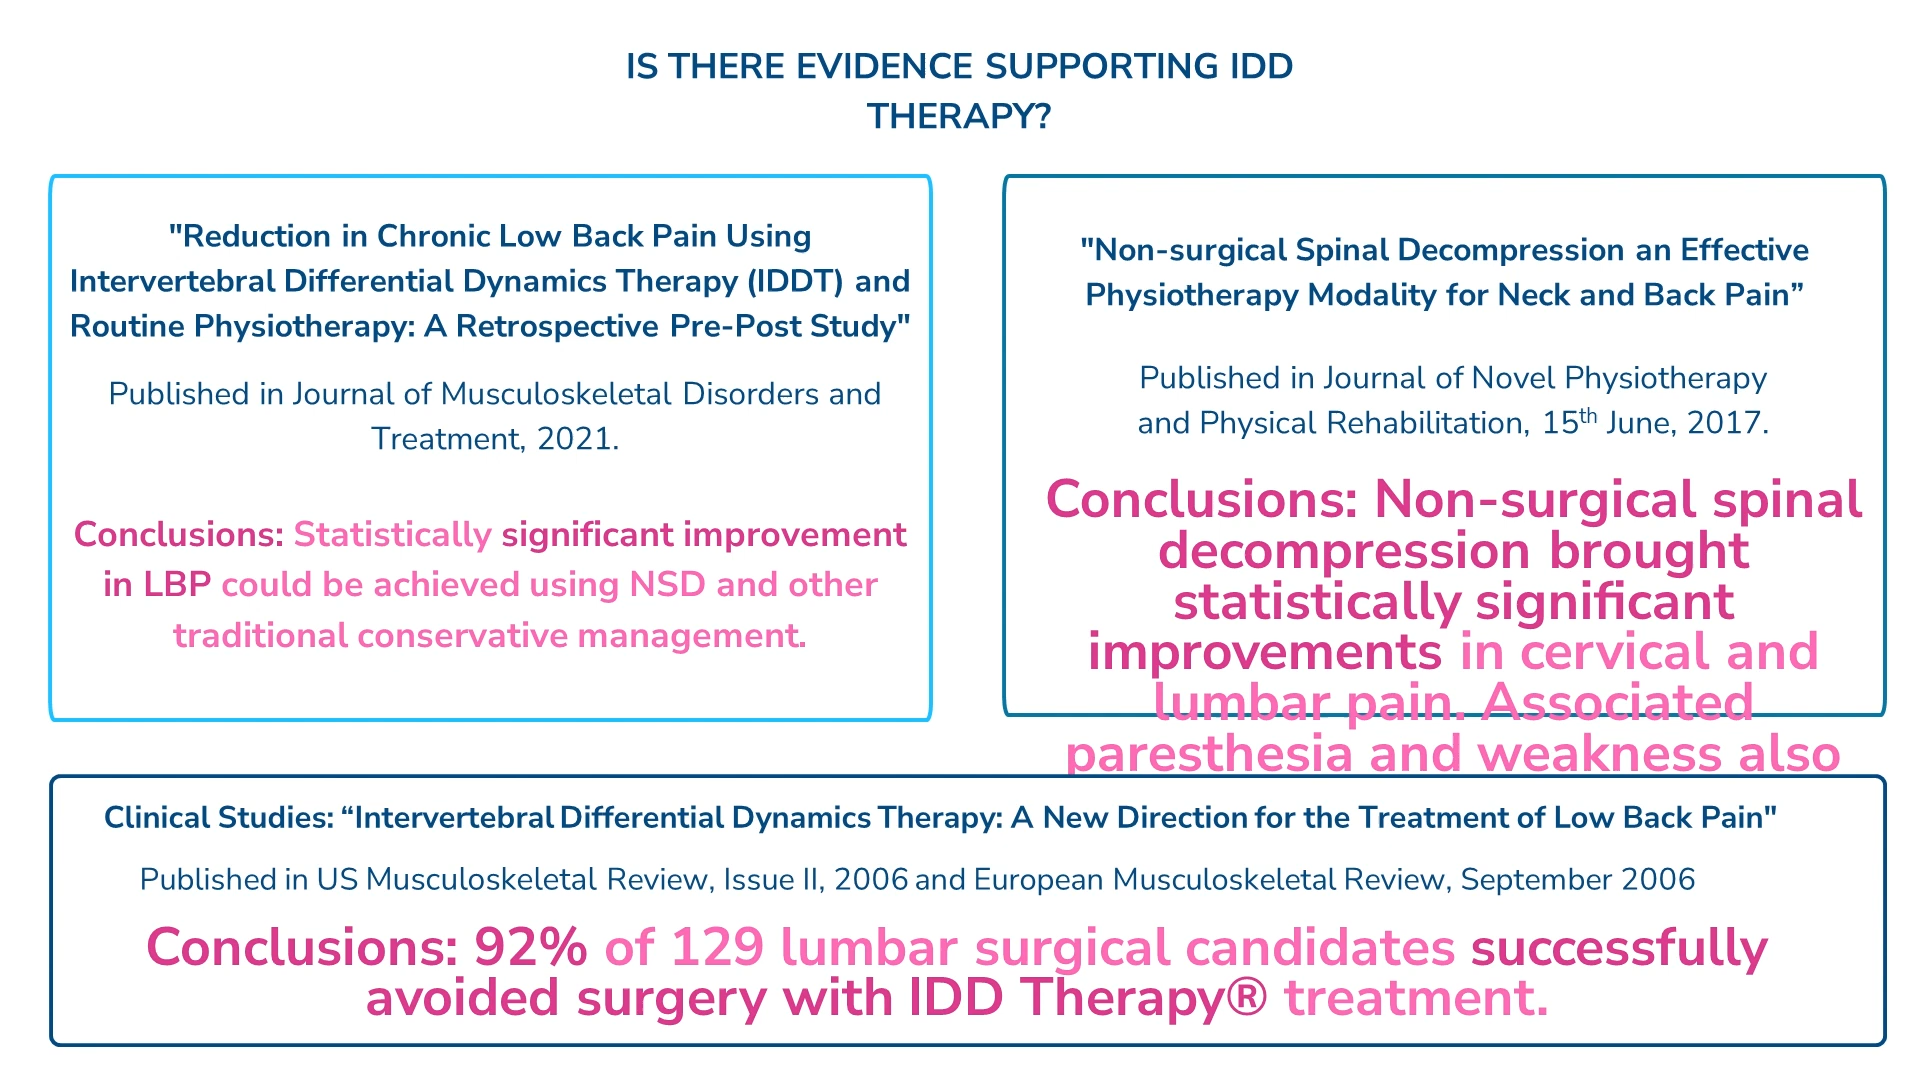 IS THERE EVIDENCE SUPPORTING IDD
THERAPY?
"Reduction in Chronic Low Back Pain Using
Intervertebral Differential Dynamics Therapy (IDDT) and
Routine Physiotherapy: A Retrospective Pre-Post Study"
Published in Journal of Musculoskeletal Disorders and
Treatment, 2021.
Conclusions: Statistically significant improvement
in LBP could be achieved using NSD and other
traditional conservative management.
"Non-surgical Spinal Decompression an Effective
Physiotherapy Modality for Neck and Back Pain”
Published in Journal of Novel Physiotherapy
and Physical Rehabilitation, 15th June, 2017.
Conclusions: Non-surgical spinal
decompression brought
statistically significant
improvements in cervical and
lumbar pain. Associated
paresthesia and weakness also
Clinical Studies: “Intervertebral Differential Dynamics Therapy: A New Direction for the Treatment of Low Back Pain"
Published in US Musculoskeletal Review, Issue II, 2006 and European Musculoskeletal Review, September 2006
Conclusions: 92% of 129 lumbar surgical candidates successfully
avoided surgery with IDD Therapy® treatment.